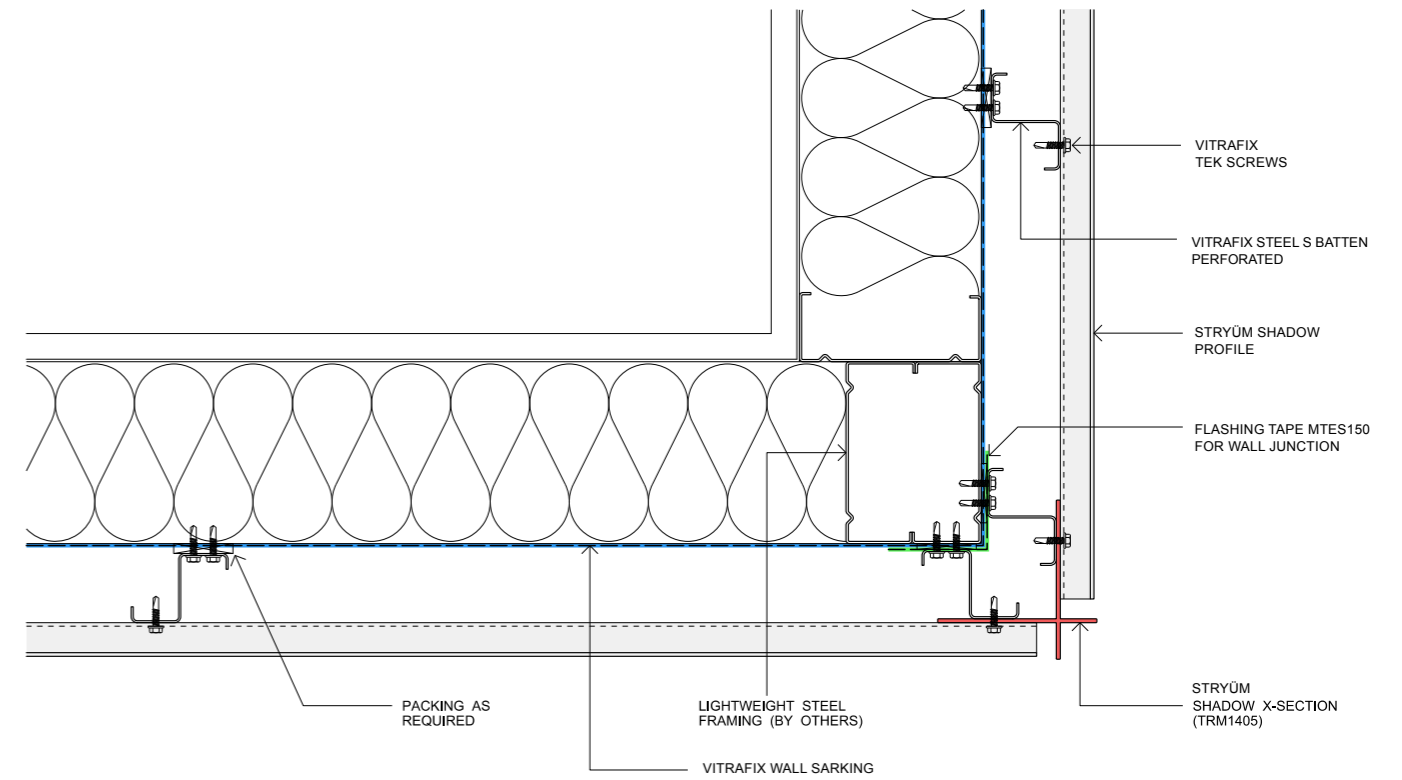 VITRAFIX
TEK SCREWS
VITRAFIX STEEL S BATTEN
PERFORATED
STRYÜM SHADOW
PROFILE
FLASHING TAPE MTES150
FOR WALL JUNCTION
STRYÜM
SHADOW X-SECTION
(TRM1405)
PACKING AS
REQUIRED
LIGHTWEIGHT STEEL
FRAMING (BY OTHERS)
VITRAFIX WALL SARKING